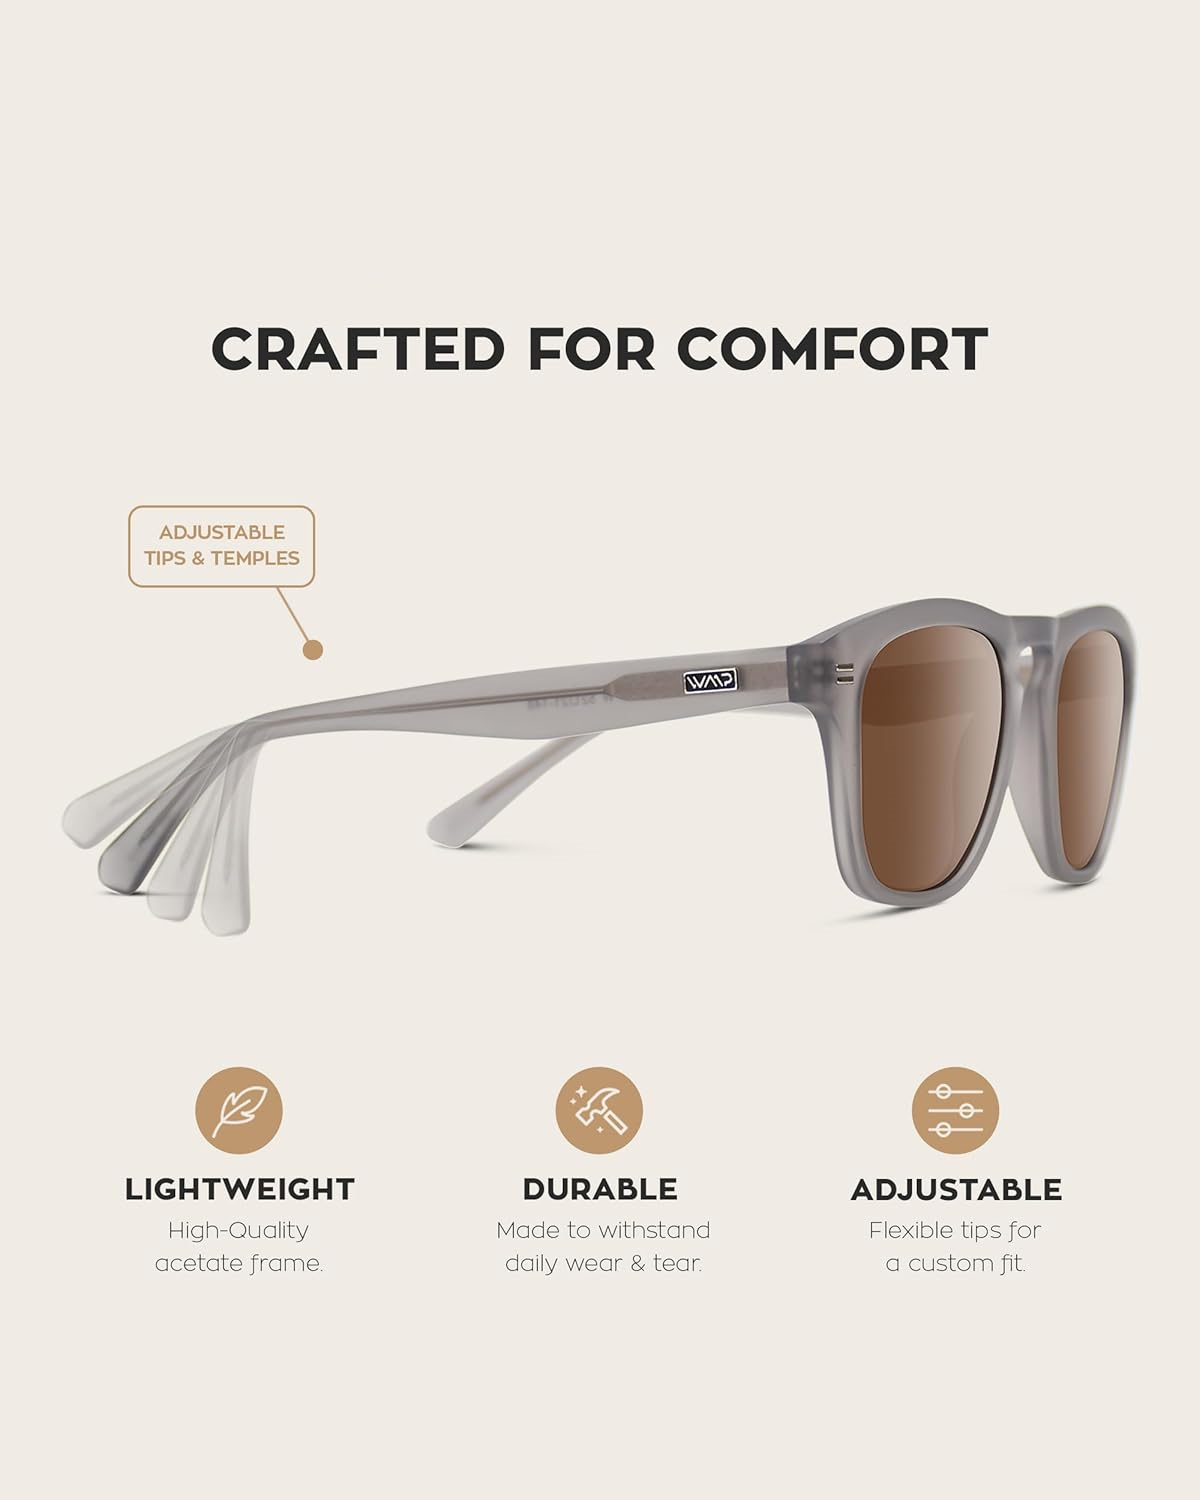 CRAFTED FOR COMFORT
ADJUSTABLE
TIPS & TEMPLES
WMP
LIGHTWEIGHT
High-Quality
acetate frame.
DURABLE
Made to withstand
daily wear & tear.
ADJUSTABLE
Flexible tips for
a custom fit.